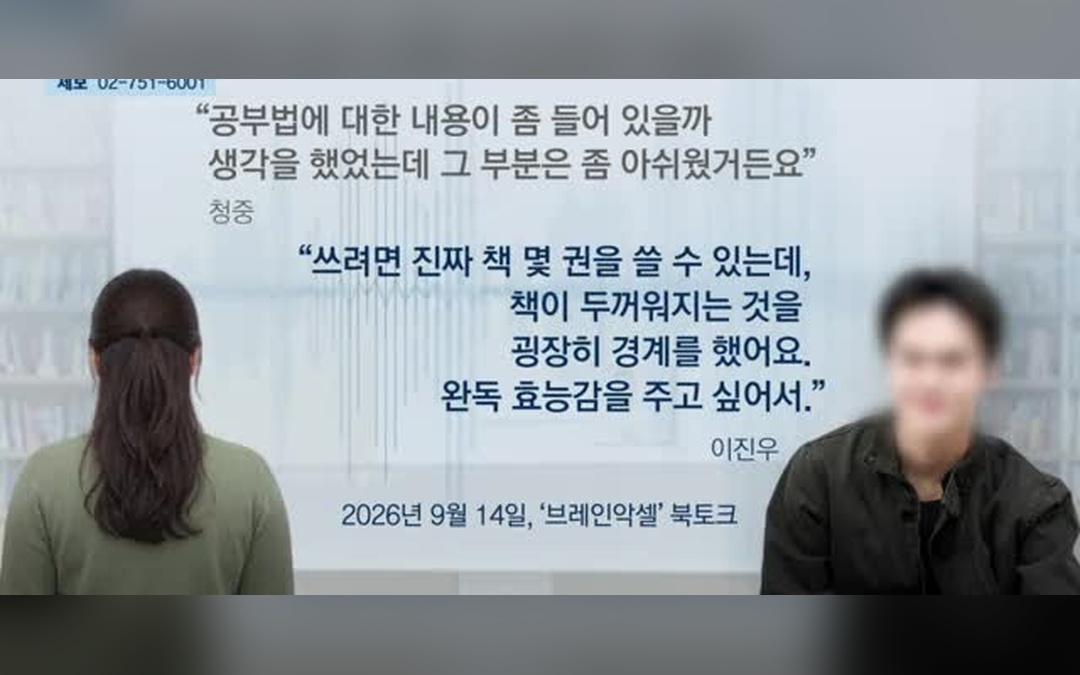 제보 02-751-6001
“공부법에 대한 내용이 좀 들어 있을까
생각을 했었는데 그 부분은 좀 아쉬웠거든요”
청중
“쓰려면 진짜 책 몇 권을 쓸 수 있는데,
책이 두꺼워지는 것을
굉장히 경계를 했어요.
완독 효능감을 주고 싶어서.”
이진우
2026년 9월 14일, ‘브레인악셀’ 북토크